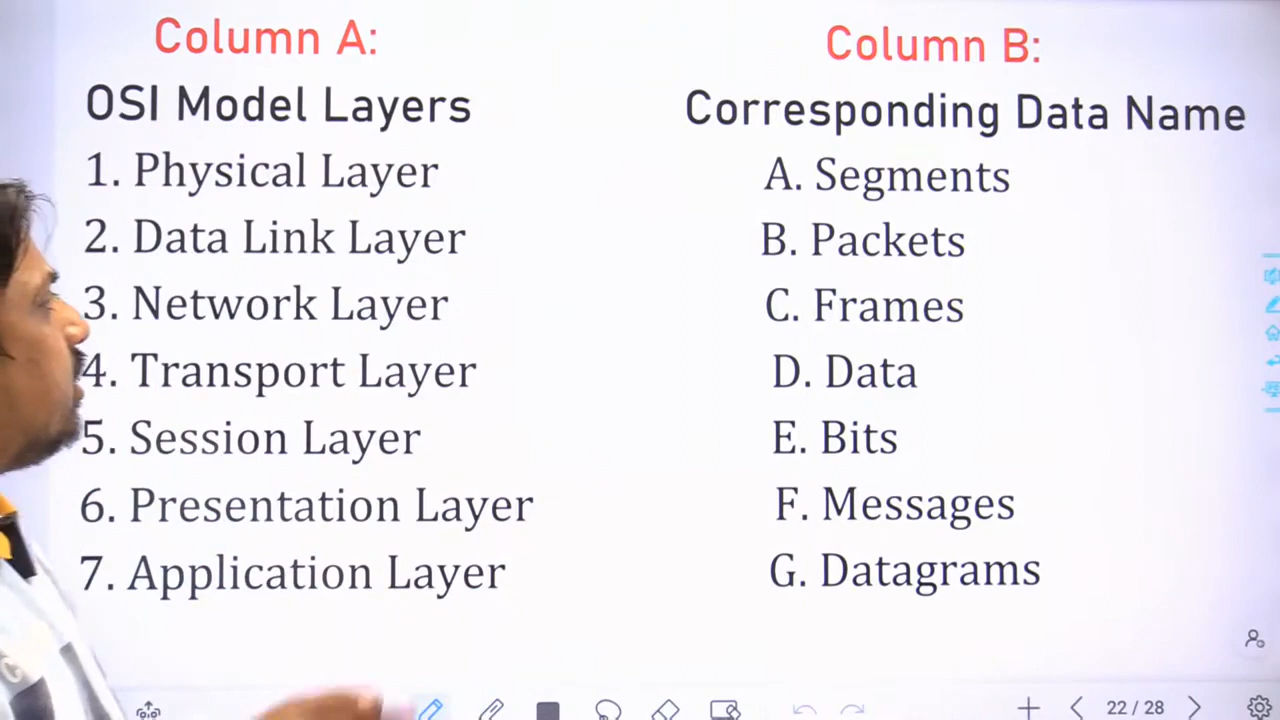 Column A:
OSI Model Layers
1. Physical Layer
2. Data Link Layer
3. Network Layer
4. Transport Layer
5. Session Layer
6. Presentation Layer
7. Application Layer
Column B:
Corresponding Data Name
A. Segments
B. Packets
C. Frames
D. Data
E. Bits
F. Messages
G. Datagrams
22 / 28